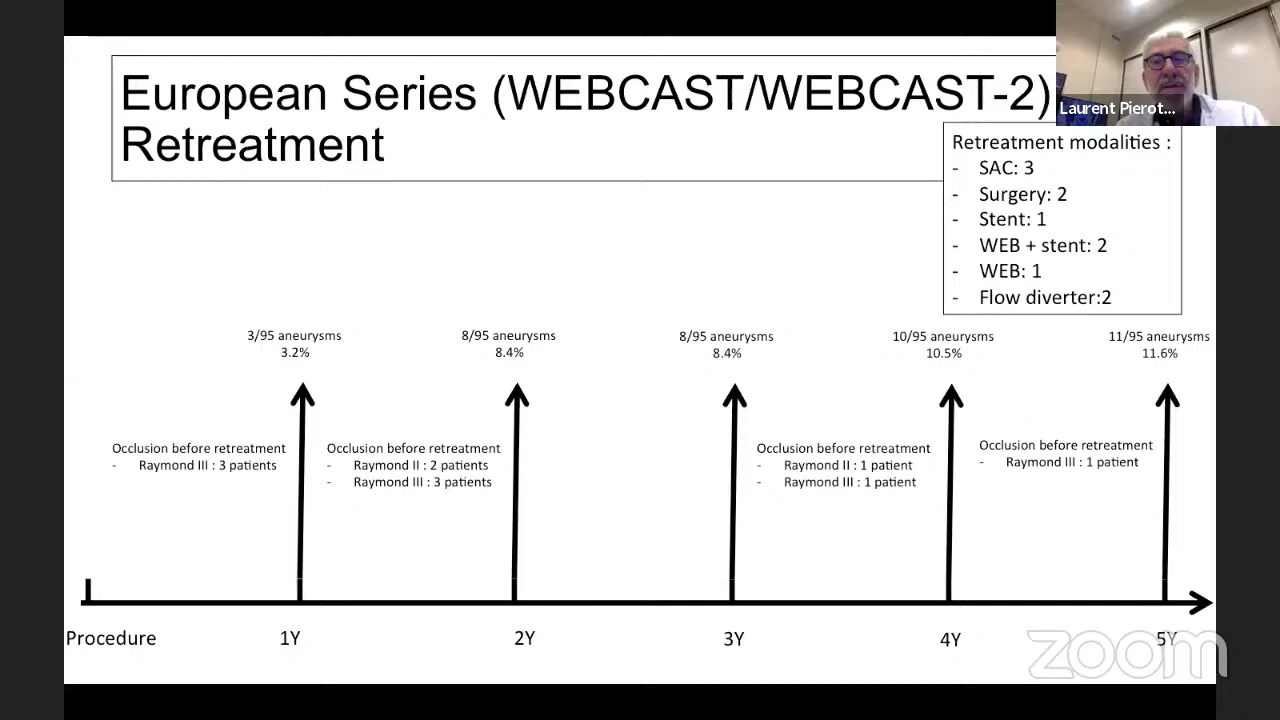 European Series (WEBCAST/WEBCAST-2)
Retreatment
Laurent Pierot...
Retreatment modalities :
- SAC: 3
- Surgery: 2
- Stent: 1
- WEB + stent: 2
- WEB: 1
- Flow diverter:2
3/95 aneurysms
3.2%
8/95 aneurysms
8.4%
8/95 aneurysms
8.4%
10/95 aneurysms
10.5%
11/95 aneurysms
11.6%
Occlusion before retreatment
- Raymond III : 3 patients
Occlusion before retreatment
- Raymond II : 2 patients
- Raymond III : 3 patients
Occlusion before retreatment
- Raymond II : 1 patient
- Raymond III : 1 patient
Occlusion before retreatment
- Raymond III : 1 patient
Procedure
1Y
2Y
3Y
4Y
5Y
zoom